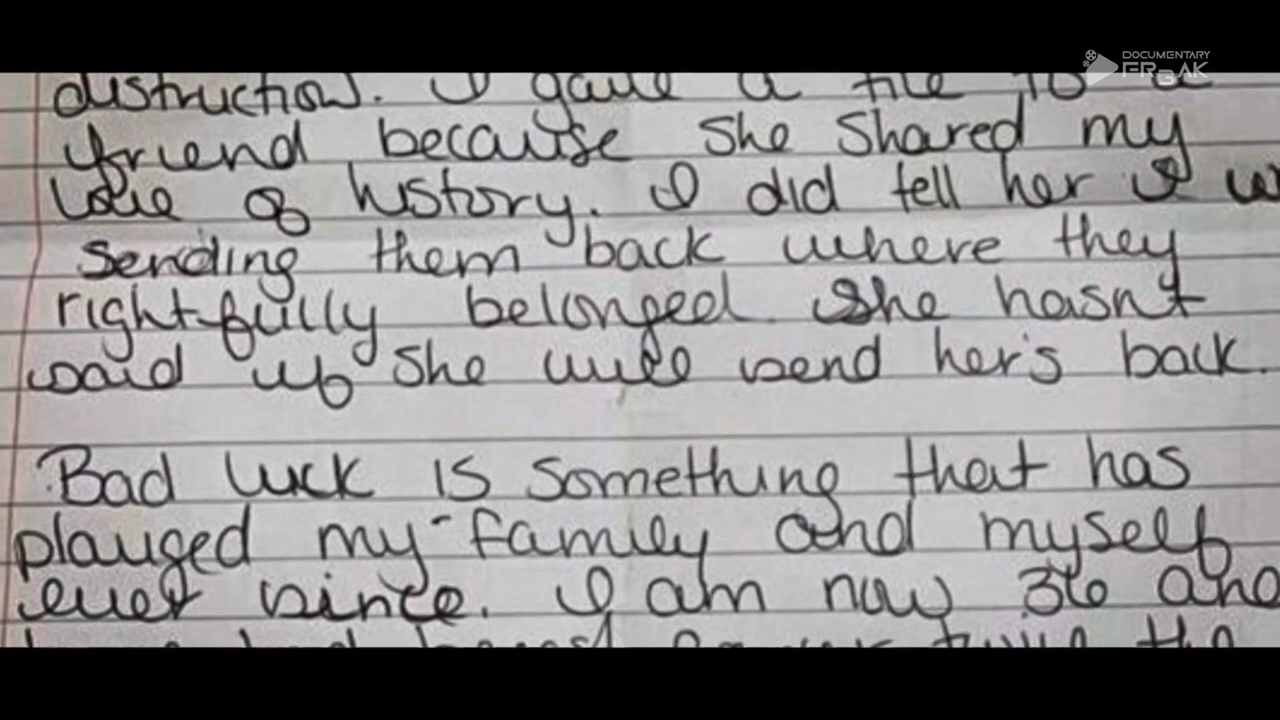 DOCUMENTARY
FREAK
distruction. I gave a tile to a
friend because she shared my
love of history. I did tell her I w
sending them back where they
rightfully belonged. She hasn't
said if she will send her's back.
Bad luck is something that has
plauged my family and myself
ever since. I am now 36 and